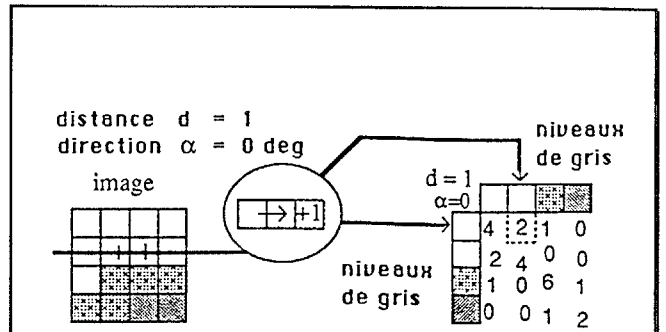 distance d = 1
direction α = 0 deg
image
+1
+ 1
niveaux
de gris
d = 1
α=0
niveaux
de gris
4 2 1 0
2 4 0 0
1 0 6 1
0 0 1 2